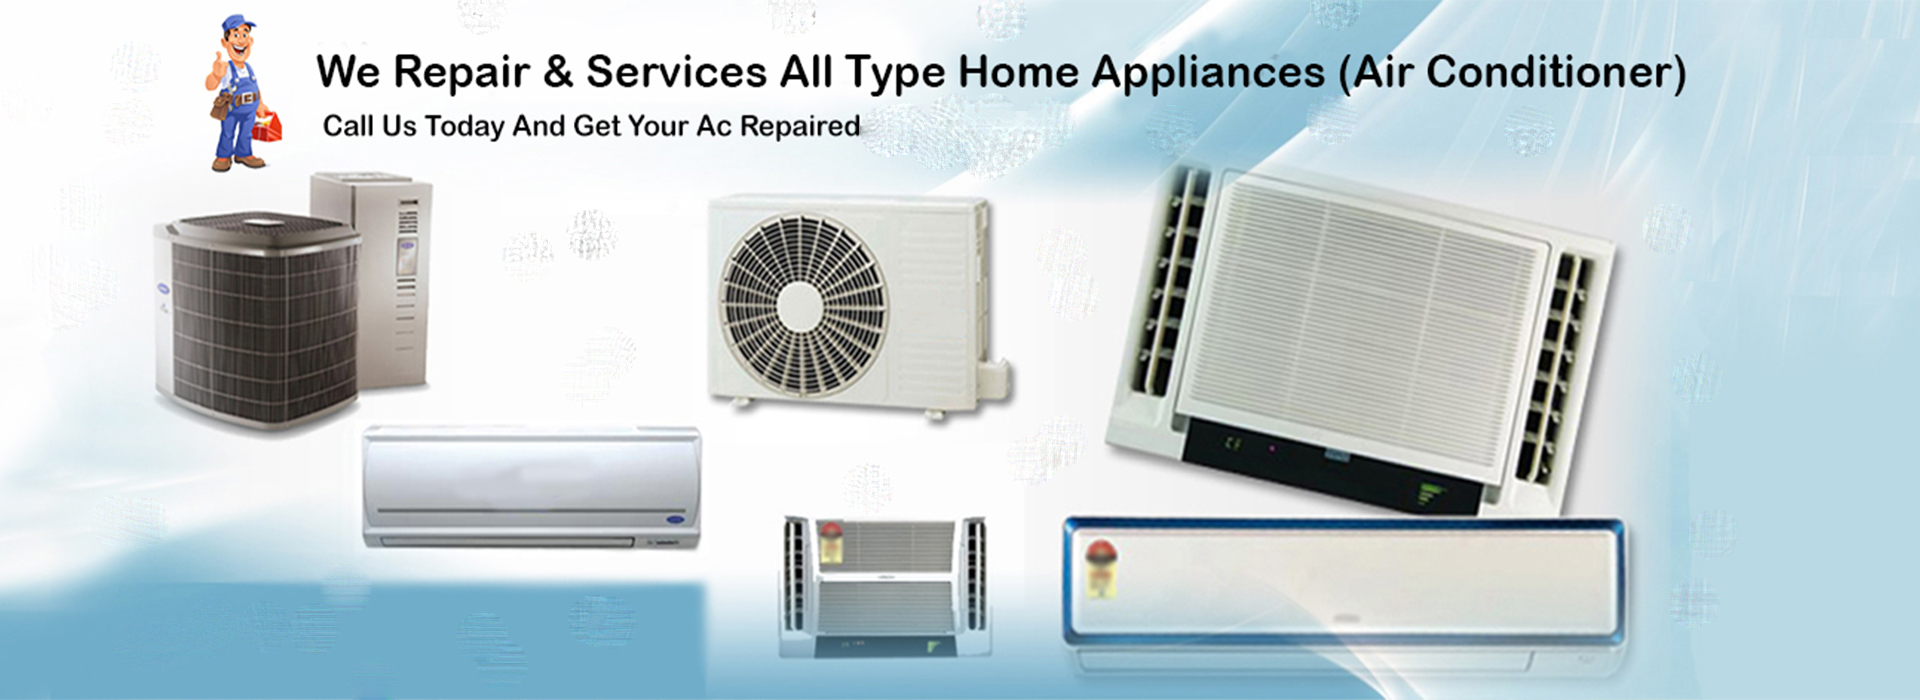 We Repair & Services All Type Home Appliances (Air Conditioner)
Call Us Today And Get Your Ac Repaired